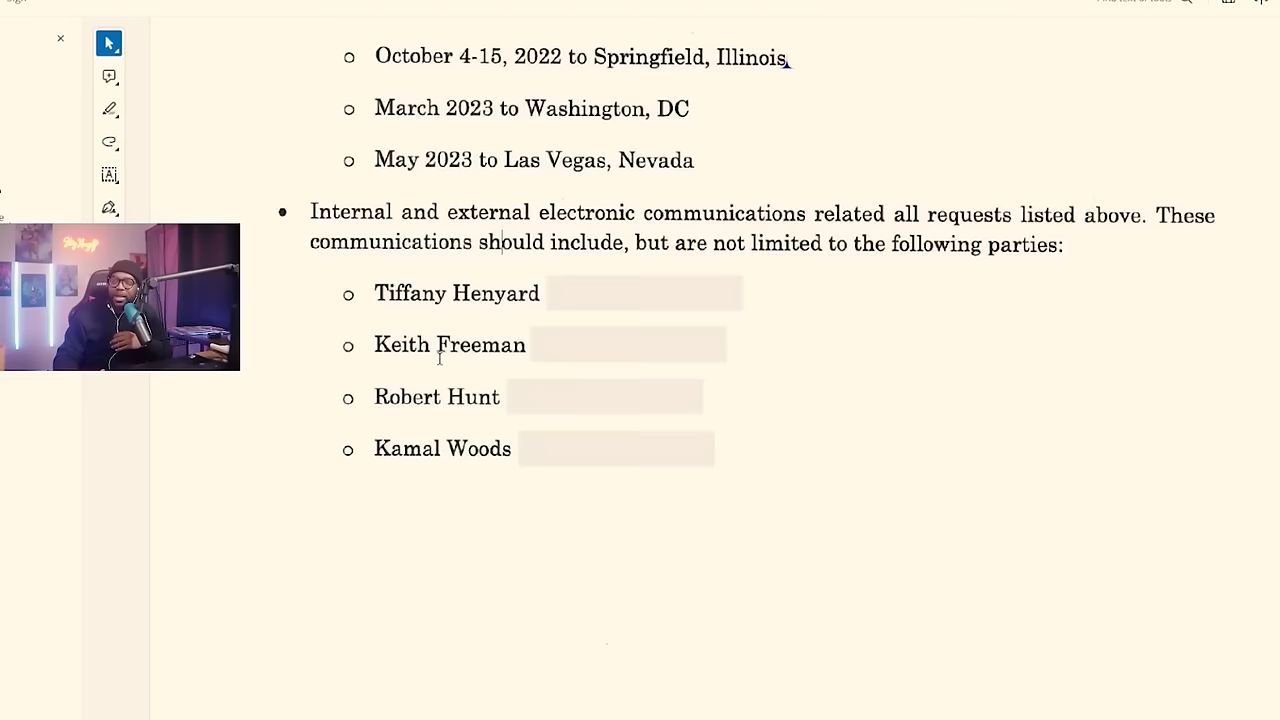 October 4-15, 2022 to Springfield, Illinois,
March 2023 to Washington, DC
May 2023 to Las Vegas, Nevada
Internal and external electronic communications related all requests listed above. These
communications should include, but are not limited to the following parties:
Tiffany Henyard
Keith Freeman
Robert Hunt
Kamal Woods